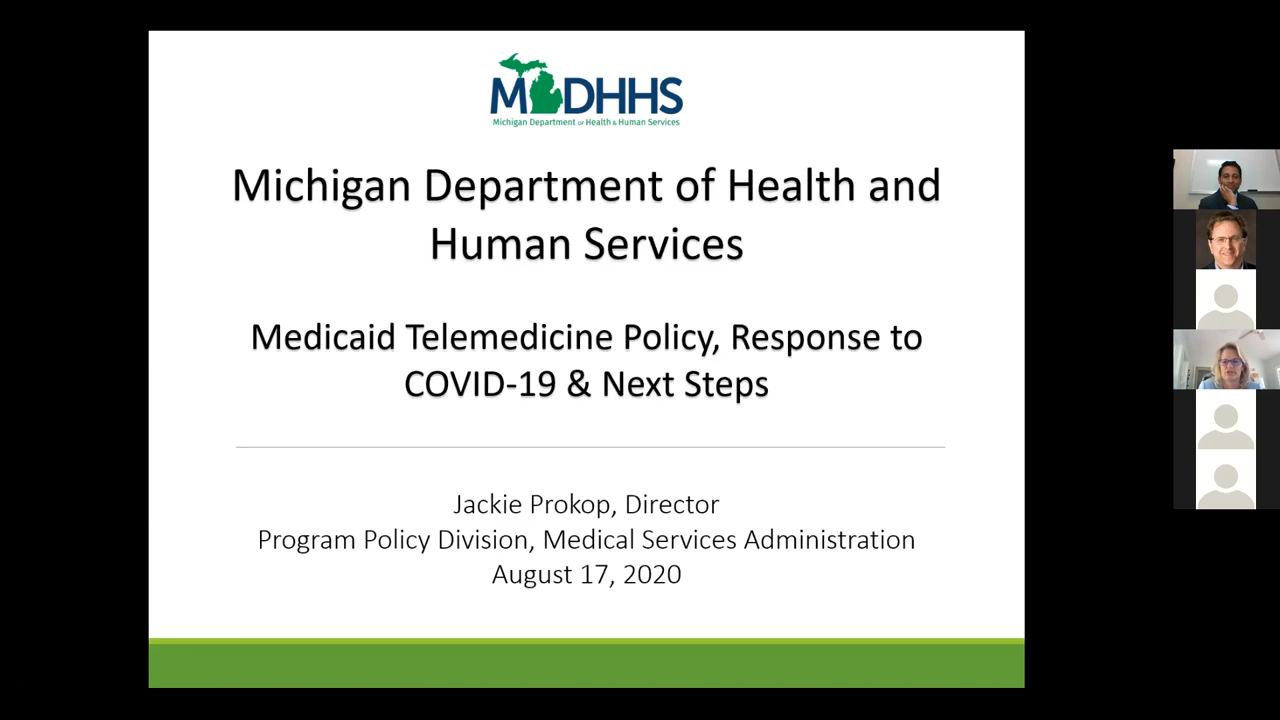 MDHHS
Michigan Department of Health & Human Services
Michigan Department of Health and
Human Services
Medicaid Telemedicine Policy, Response to
COVID-19 & Next Steps
Jackie Prokop, Director
Program Policy Division, Medical Services Administration
August 17, 2020